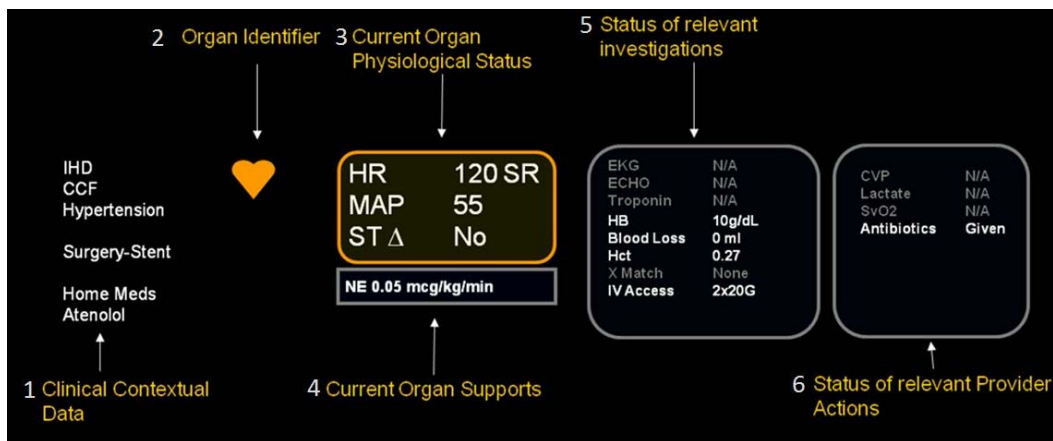 2 Organ Identifier
3 Current Organ
Physiological Status
5 Status of relevant
investigations
IHD
CCF
Hypertension
Surgery-Stent
Home Meds
Atenolol
HR 120 SR
MAP 55
ST Δ No
NE 0.05 mcg/kg/min
EKG N/A
ECHO N/A
Troponin N/A
HB 10g/dL
Blood Loss 0 ml
Hct 0.27
X Match None
IV Access 2x20G
CVP N/A
Lactate N/A
SvO2 N/A
Antibiotics Given
1 Clinical Contextual
Data
4 Current Organ Supports
6 Status of relevant Provider
Actions